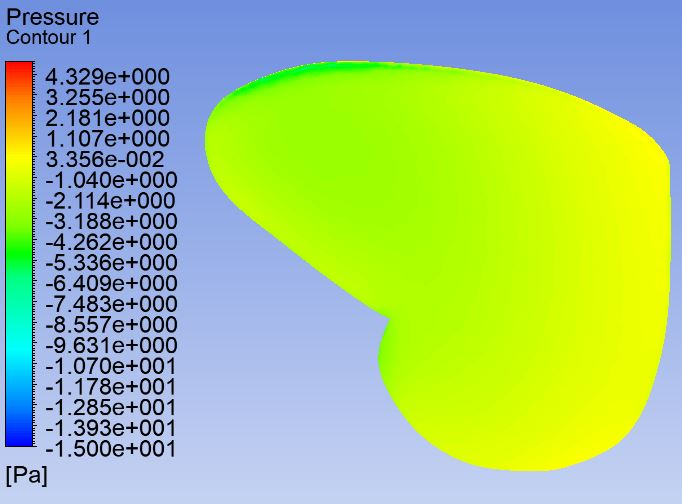 Pressure
Contour 1
4.329e+000
3.255e+000
2.181e+000
1.107e+000
3.356e-002
-1.040e+000
-2.114e+000
-3.188e+000
-4.262e+000
-5.336e+000
-6.409e+000
-7.483e+000
-8.557e+000
-9.631e+000
-1.070e+001
-1.178e+001
-1.285e+001
-1.393e+001
-1.500e+001
[Pa]